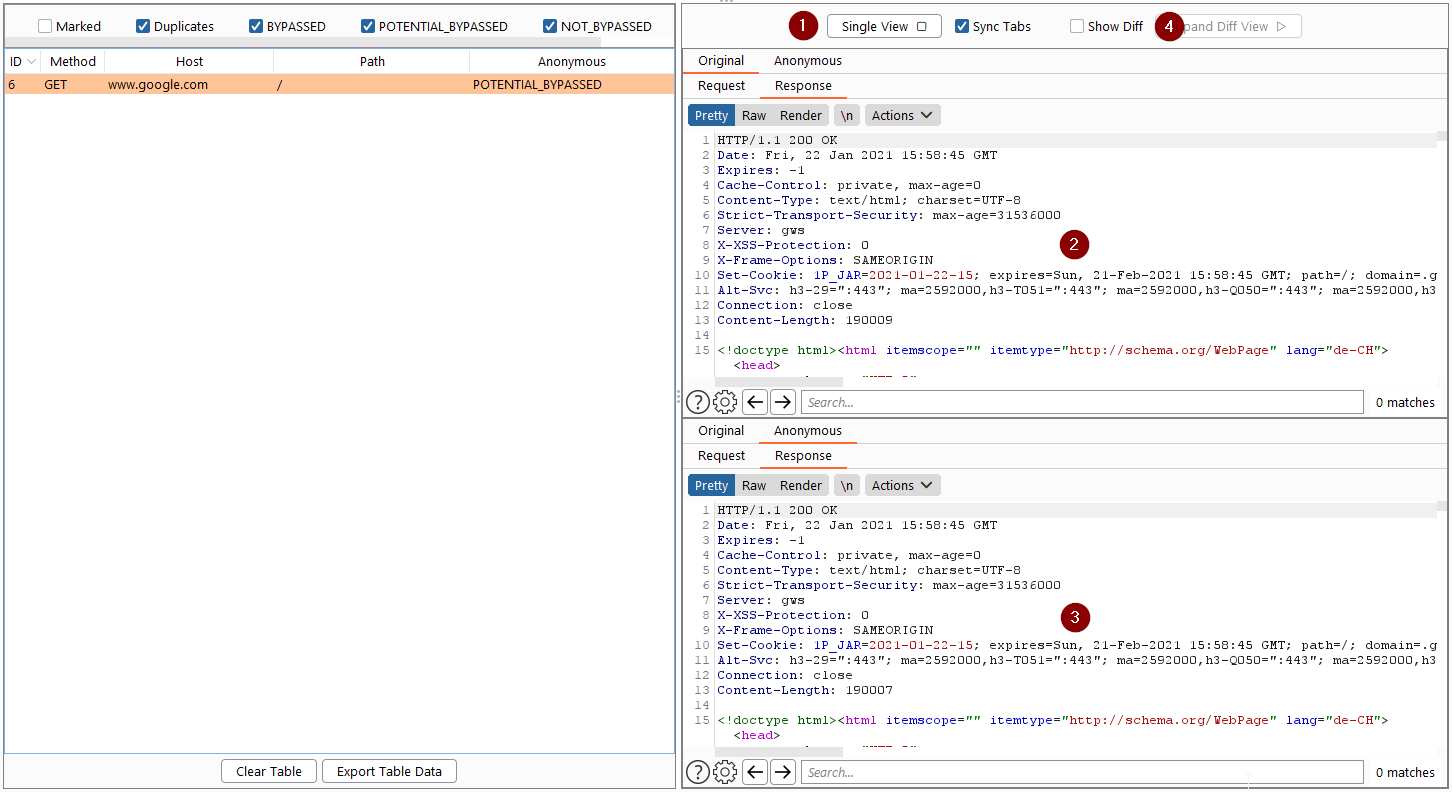 Marked Duplicates BYPASSED POTENTIAL_BYPASSED NOT_BYPASSED
ID Method Host Path Anonymous
6 GET www.google.com / POTENTIAL_BYPASSED
Clear Table Export Table Data
1 Single View Sync Tabs Show Diff 4 pand Diff View
Original Anonymous
Request Response
Pretty Raw Render \n Actions
1 HTTP/1.1 200 OK
2 Date: Fri, 22 Jan 2021 15:58:45 GMT
3 Expires: -1
4 Cache-Control: private, max-age=0
5 Content-Type: text/html; charset=UTF-8
6 Strict-Transport-Security: max-age=31536000
7 Server: gws
8 X-XSS-Protection: 0
2
9 X-Frame-Options: SAMEORIGIN
10 Set-Cookie: 1P_JAR=2021-01-22-15; expires=Sun, 21-Feb-2021 15:58:45 GMT; path=/; domain=.g
11 Alt-Svc: h3-29=":443"; ma=2592000,h3-T051=":443"; ma=2592000,h3-Q050=":443"; ma=2592000,h3
12 Connection: close
13 Content-Length: 190009
14
15 <!doctype html><html itemscope="" itemtype="http://schema.org/WebPage" lang="de-CH">
<head>
? Search... 0 matches
Original Anonymous
Request Response
Pretty Raw Render \n Actions
1 HTTP/1.1 200 OK
2 Date: Fri, 22 Jan 2021 15:58:45 GMT
3 Expires: -1
4 Cache-Control: private, max-age=0
5 Content-Type: text/html; charset=UTF-8
6 Strict-Transport-Security: max-age=31536000
7 Server: gws
8 X-XSS-Protection: 0
3
9 X-Frame-Options: SAMEORIGIN
10 Set-Cookie: 1P_JAR=2021-01-22-15; expires=Sun, 21-Feb-2021 15:58:45 GMT; path=/; domain=.g
11 Alt-Svc: h3-29=":443"; ma=2592000,h3-T051=":443"; ma=2592000,h3-Q050=":443"; ma=2592000,h3
12 Connection: close
13 Content-Length: 190007
14
15 <!doctype html><html itemscope="" itemtype="http://schema.org/WebPage" lang="de-CH">
<head>
? Search... 0 matches